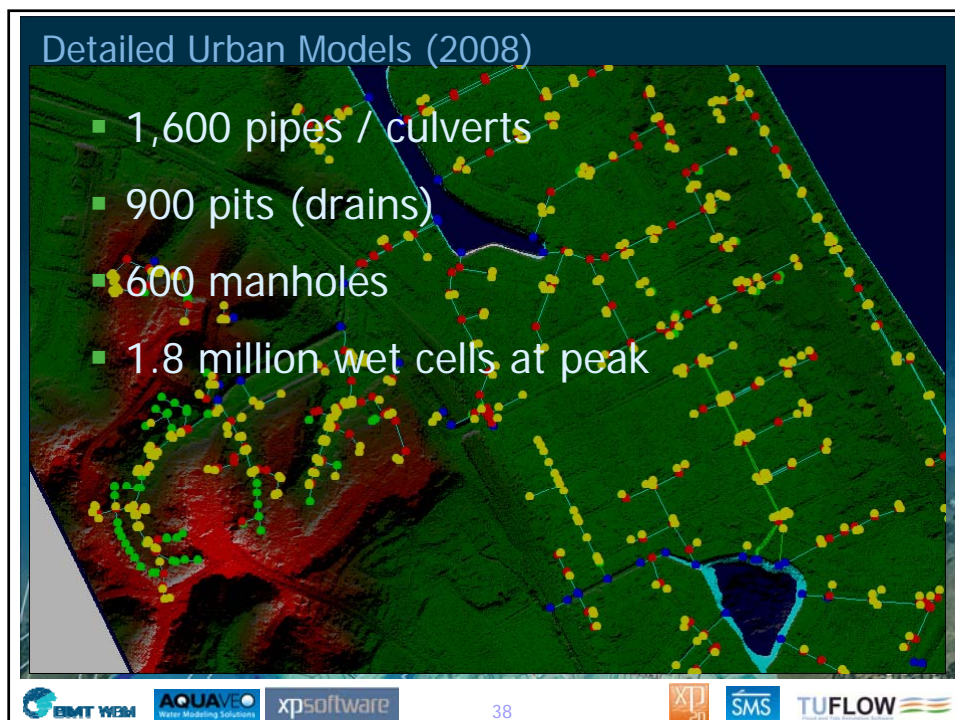 Detailed Urban Models (2008)
1,600 pipes / culverts
900 pits (drains)
600 manholes
1.8 million wet cells at peak
BMT WBM
AQUAVEO
Water Modeling Solutions
xpsoftware
38
XP
2D
SMS
TUFLOW